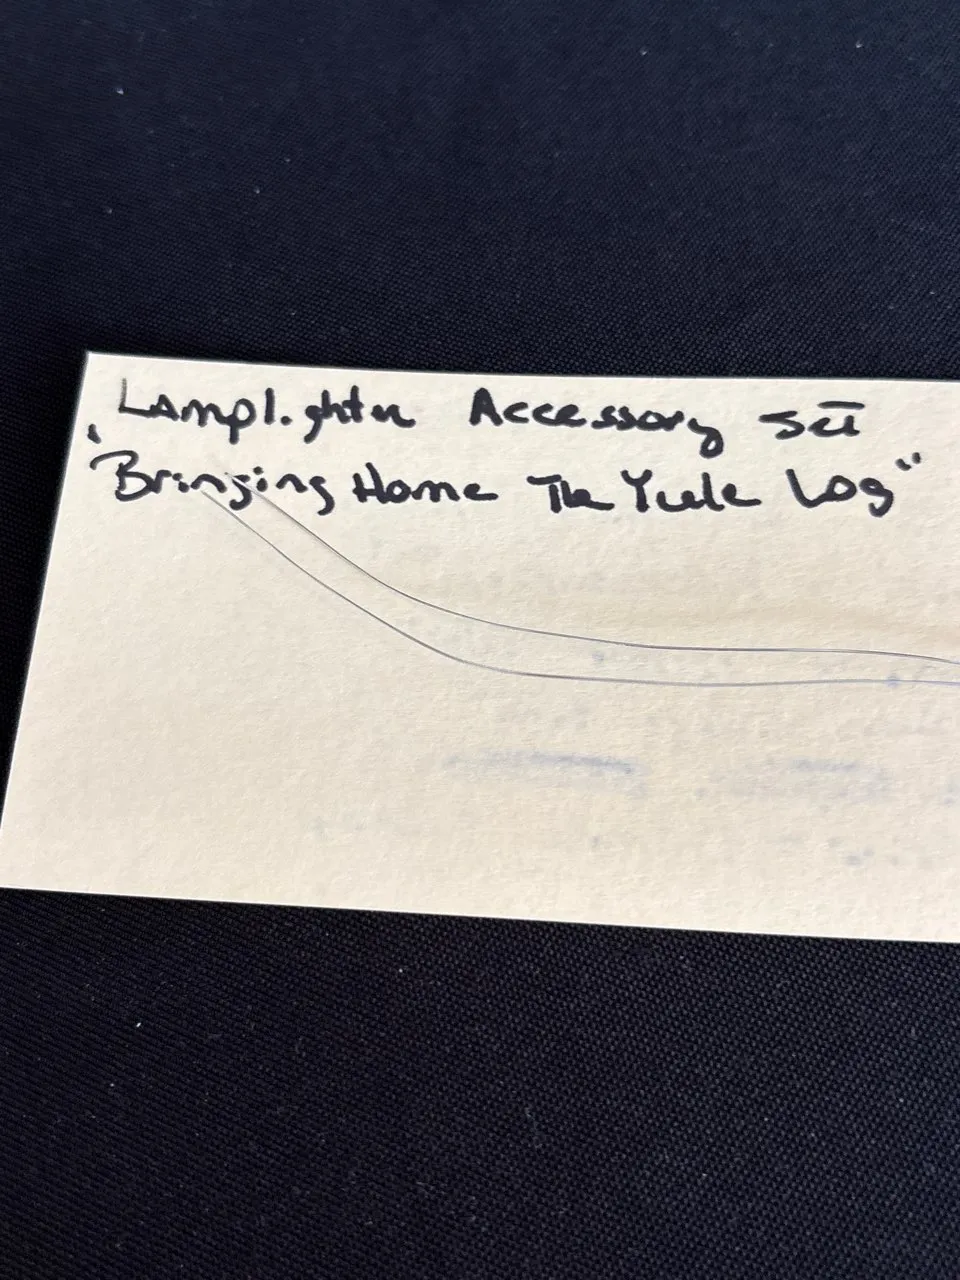 Lamplighter Accessory Set
"Bringing Home The Yule Log"